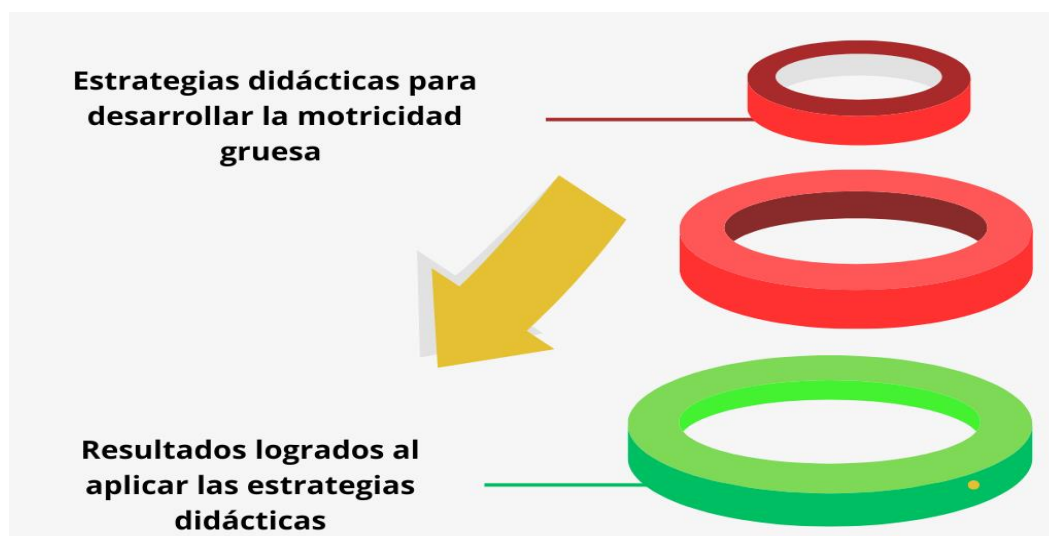 Estrategias didácticas para
desarrollar la motricidad
gruesa
Resultados logrados al
aplicar las estrategias
didácticas